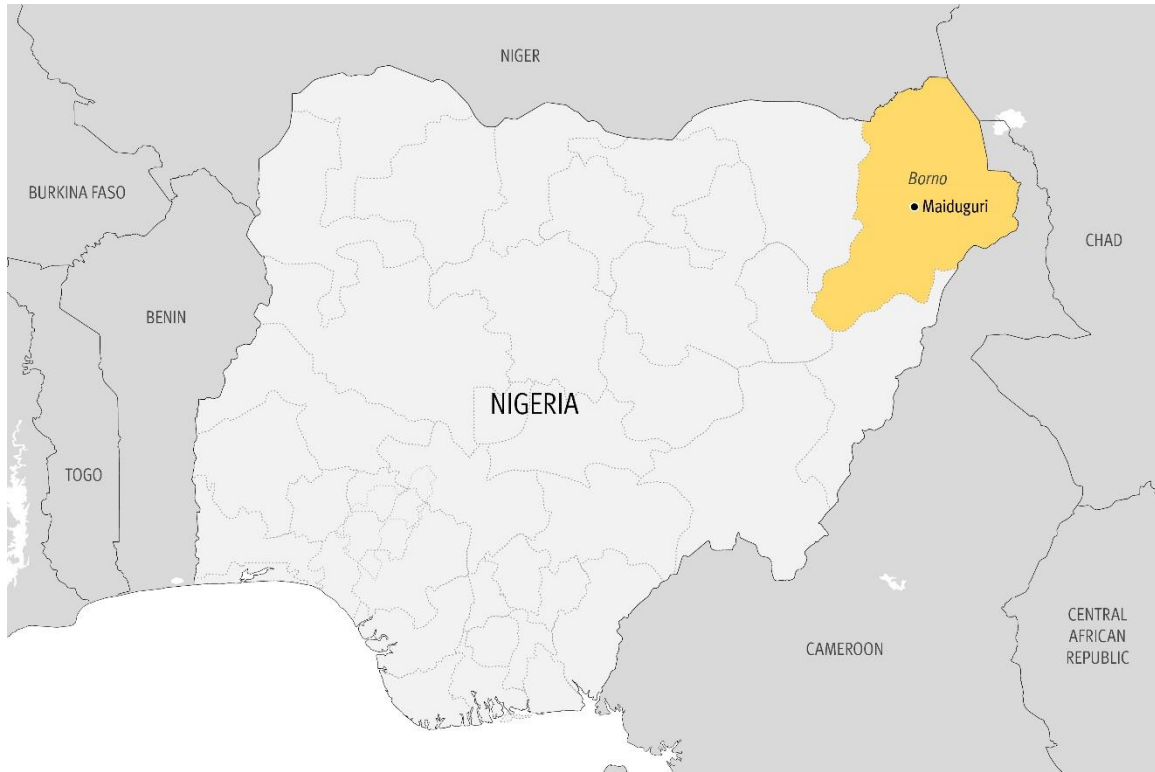 NIGER
BURKINA FASO
Borno
Maiduguri
CHAD
BENIN
NIGERIA
TOGO
CENTRAL
AFRICAN
REPUBLIC
CAMEROON